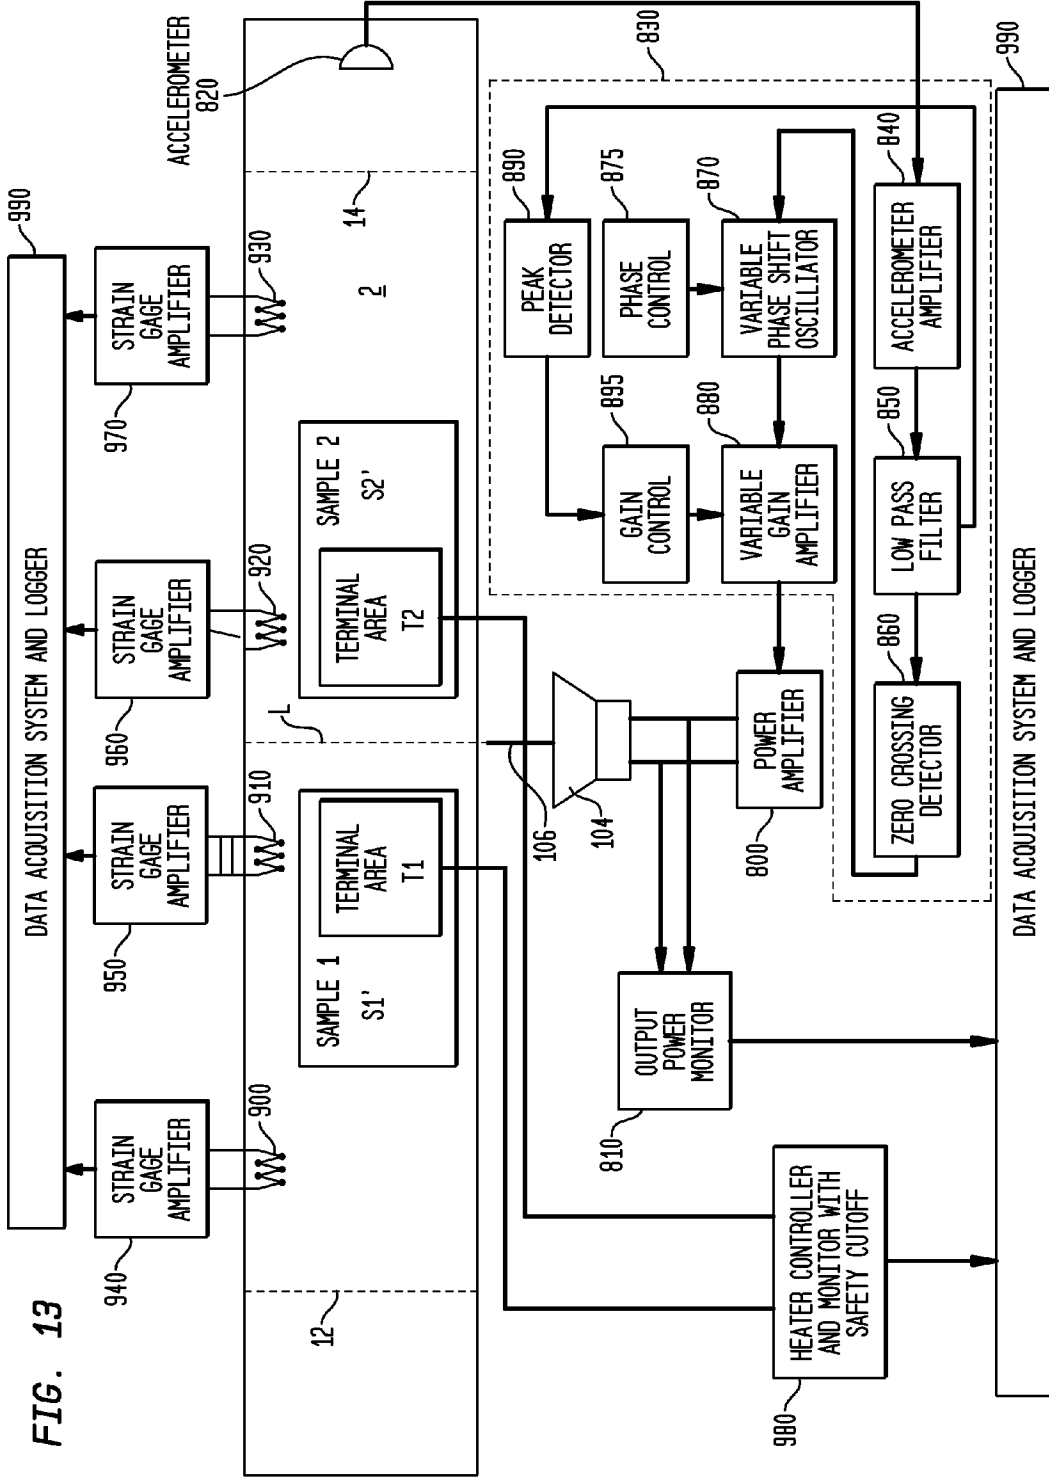 FIG. 13
DATA ACQUISITION SYSTEM AND LOGGER
990
STRAIN
GAGE
AMPLIFIER
940
STRAIN
GAGE
AMPLIFIER
950
STRAIN
GAGE
AMPLIFIER
960
STRAIN
GAGE
AMPLIFIER
970
900
910
920
930
ACCELEROMETER
820
12
L
14
2
SAMPLE 1
S1'
TERMINAL
AREA
T1
SAMPLE 2
S2'
TERMINAL
AREA
T2
106
104
830
PEAK
DETECTOR
890
GAIN
CONTROL
895
PHASE
CONTROL
875
VARIABLE
GAIN
AMPLIFIER
880
VARIABLE
PHASE SHIFT
OSCILLIATOR
870
OUTPUT
POWER
MONITOR
810
POWER
AMPLIFIER
800
HEATER CONTROLLER
AND MONITOR WITH
SAFETY CUTOFF
980
ZERO CROSSING
DETECTOR
860
LOW PASS
FILTER
850
ACCELEROMETER
AMPLIFIER
840
DATA ACQUISITION SYSTEM AND LOGGER
990